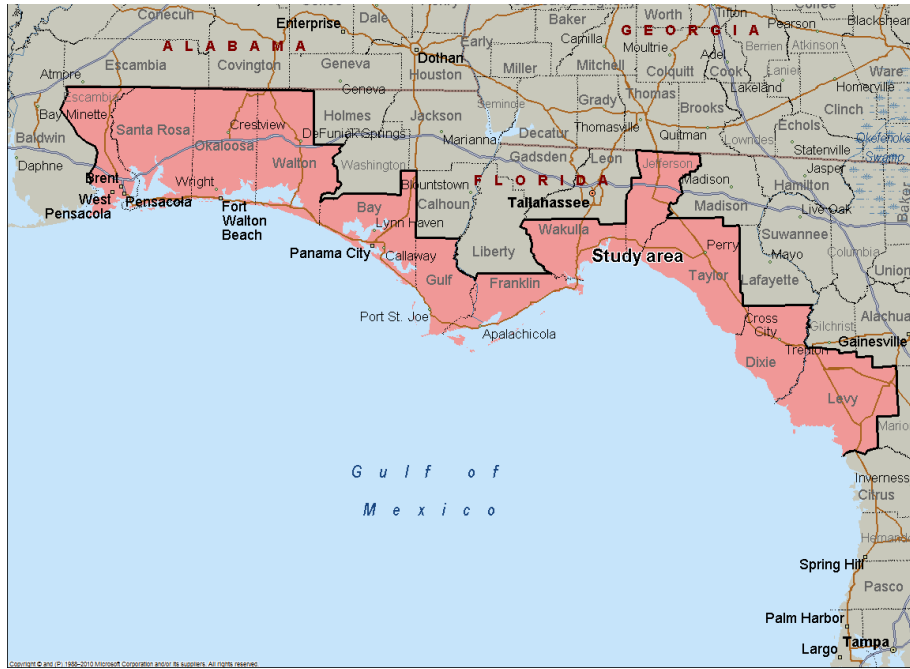 Conecuh
Dale
Enterprise
Baker
Worth
Tifton
Coffee
Pearson
Blackshear
ALABAMA
Early
Camilla
GEORGIA
Moultrie
Adel
Berrien
Atkinson
Escambia
Covington
Geneva
Dothan
Houston
Miller
Mitchell
Colquitt
Cook
Lanier
Ware
Atmore
Geneva
Lakeland
Homerville
Escambia
Seminole
Grady
Thomas
Brooks
Clinch
Bay Minette
Holmes
Jackson
Santa Rosa
Crestview
DeFuniak Springs
Marianna
Decatur
Thomasville
Quitman
Echols
Lowndes
Okefenokee
Swamp
Baldwin
Okaloosa
Statenville
Daphne
Walton
Washington
Gadsden
Leon
Jefferson
Jasper
Brent
Wright
Blountstown
FLORIDA
Madison
Hamilton
West
Pensacola
Pensacola
Fort
Walton
Beach
Bay
Calhoun
Tallahassee
Madison
Live Oak
Baker
Lynn Haven
Wakulla
Suwannee
Panama City
Callaway
Liberty
Study area
Perry
Mayo
Columbia
Gulf
Franklin
Taylor
Lafayette
Union
Port St. Joe
Apalachicola
Cross
City
Gilchrist
Alachua
Gainesville
Trenton
Dixie
Levy
Mario
Gulf of
Mexico
Inverness
Citrus
Hernand
Spring Hill
Pasco
Palm Harbor
Largo
Tampa
Copyright © and (P) 1988–2010 Microsoft Corporation and/or its suppliers. All rights reserved.